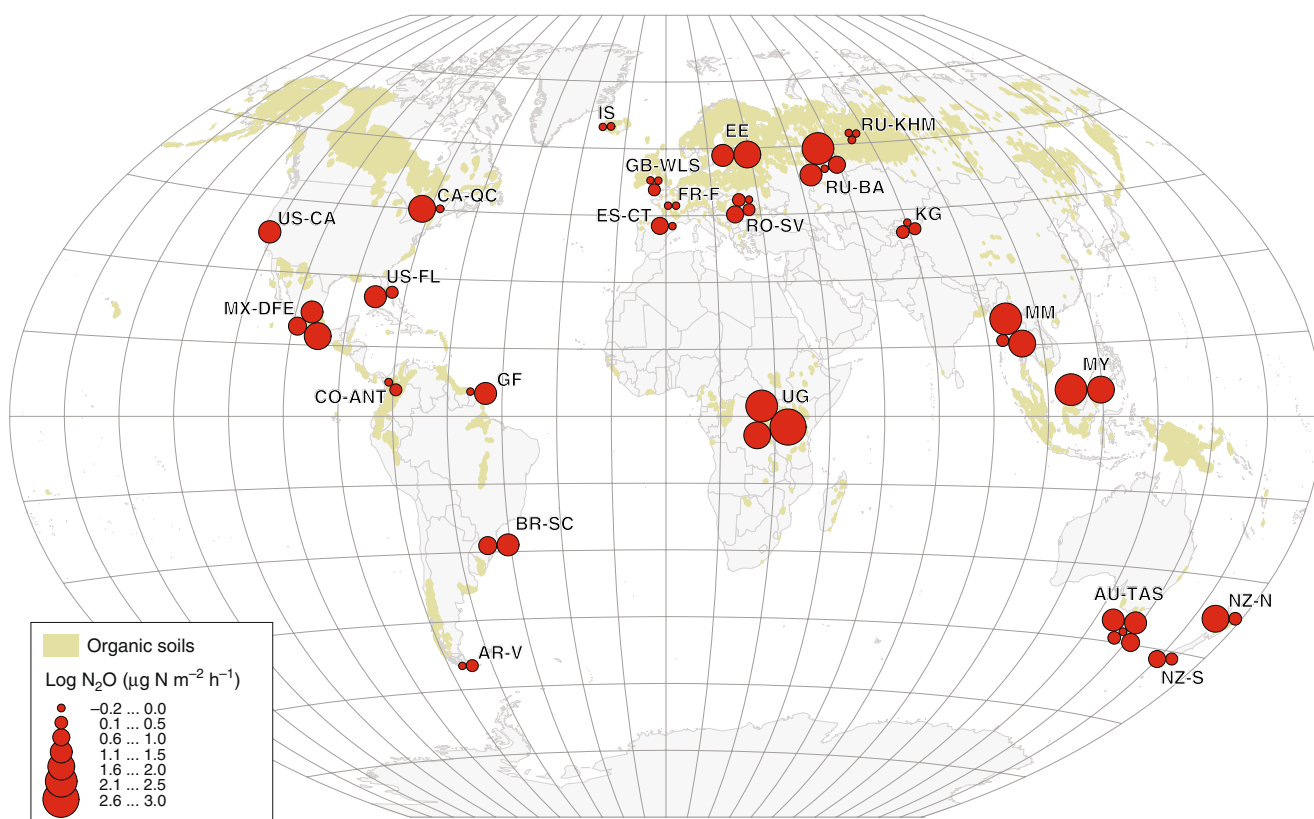 IS
EE
RU-KHM
GB-WLS
RU-BA
FR-F
CA-QC
ES-CT
RO-SV
KG
US-CA
US-FL
MX-DFE
MM
MY
GF
CO-ANT
UG
BR-SC
AU-TAS
NZ-N
AR-V
NZ-S
Organic soils
Log N₂O (μg N m⁻² h⁻¹)
–0.2 ... 0.0
0.1 ... 0.5
0.6 ... 1.0
1.1 ... 1.5
1.6 ... 2.0
2.1 ... 2.5
2.6 ... 3.0